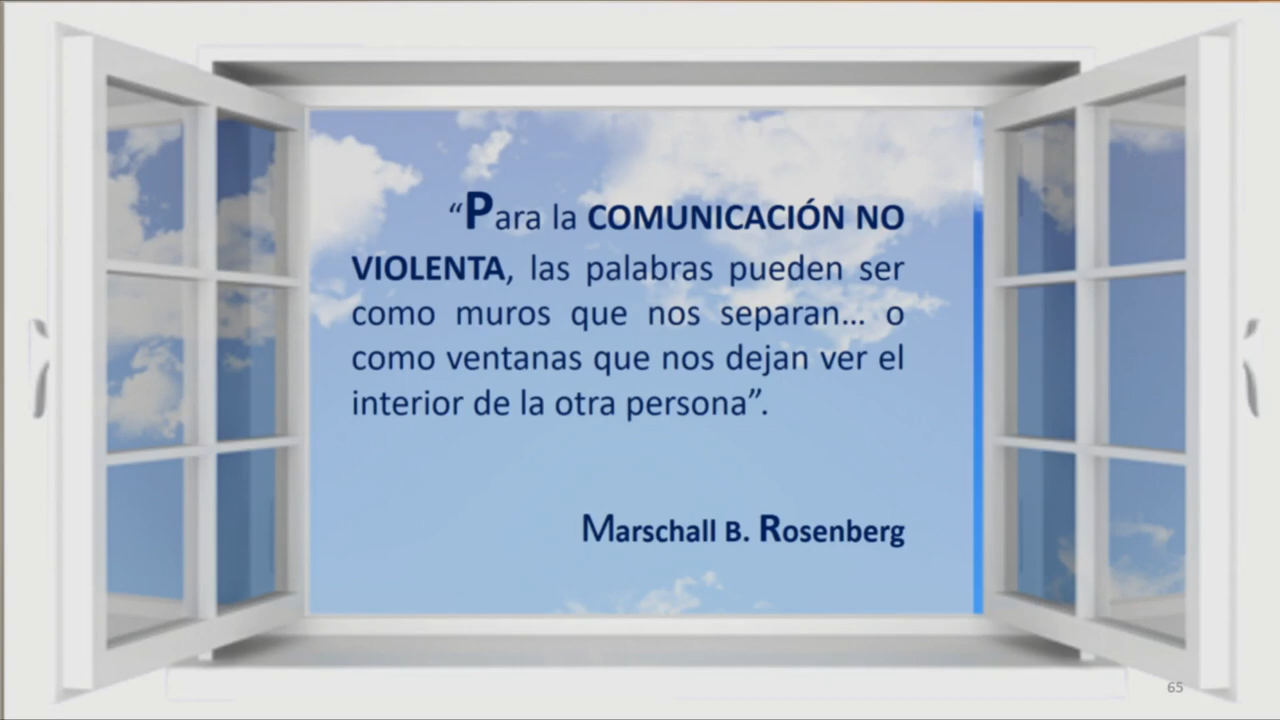 “Para la COMUNICACIÓN NO
VIOLENTA, las palabras pueden ser
como muros que nos separan... o
como ventanas que nos dejan ver el
interior de la otra persona”.
Marschall B. Rosenberg
65